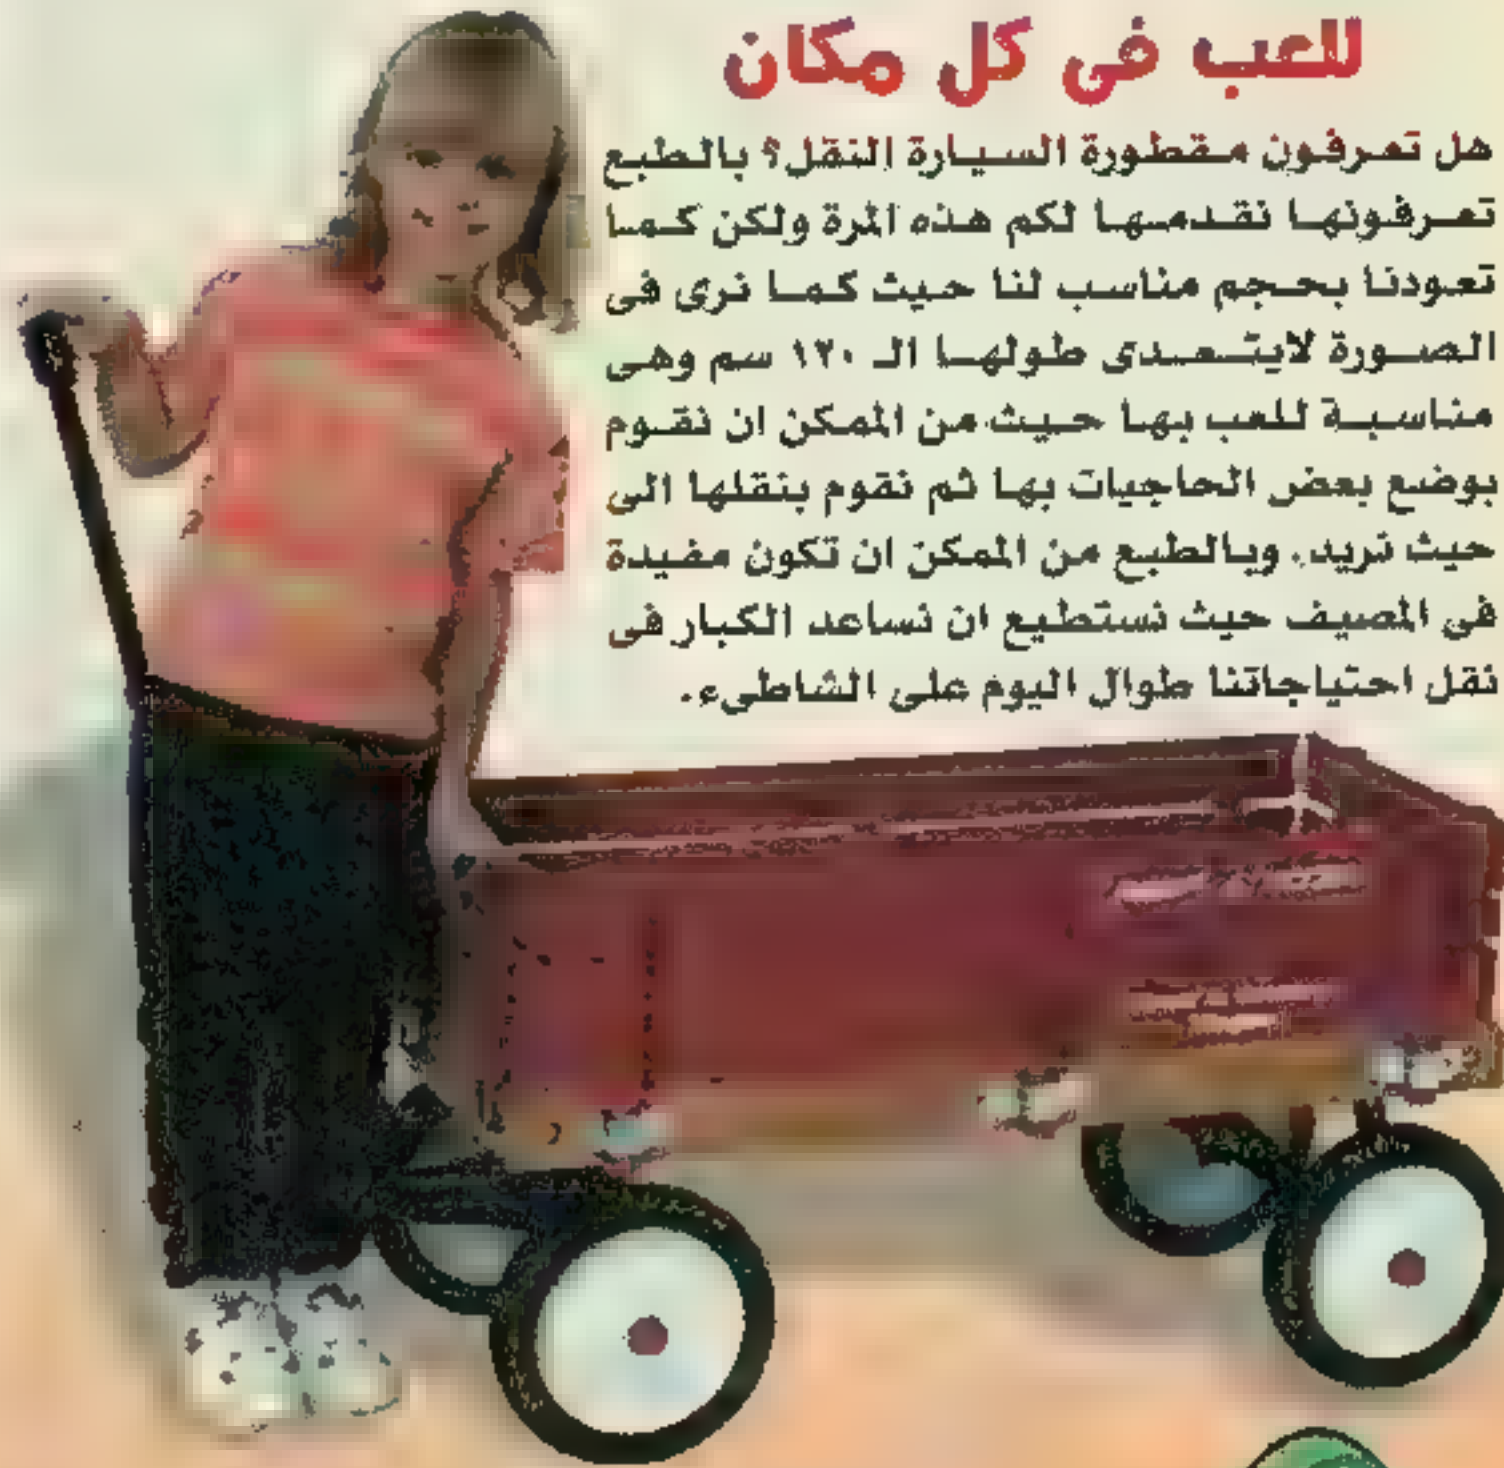 للعب فى كل مكان
هل تعرفون مقطورة السيارة النقل؟ بالطبع
تعرفونها نقدمها لكم هذه المرة ولكن كما
تعودنا بحجم مناسب لنا حيث كما نرى فى
الصورة لايتعدى طولها الـ ١٢٠ سم وهى
مناسبة للعب بها حيث من الممكن ان نقوم
بوضع بعض الحاجيات بها ثم نقوم بنقلها الى
حيث نريد. وبالطبع من الممكن ان تكون مفيدة
فى المصيف حيث نستطيع ان نساعد الكبار فى
نقل احتياجاتنا طوال اليوم على الشاطىء.